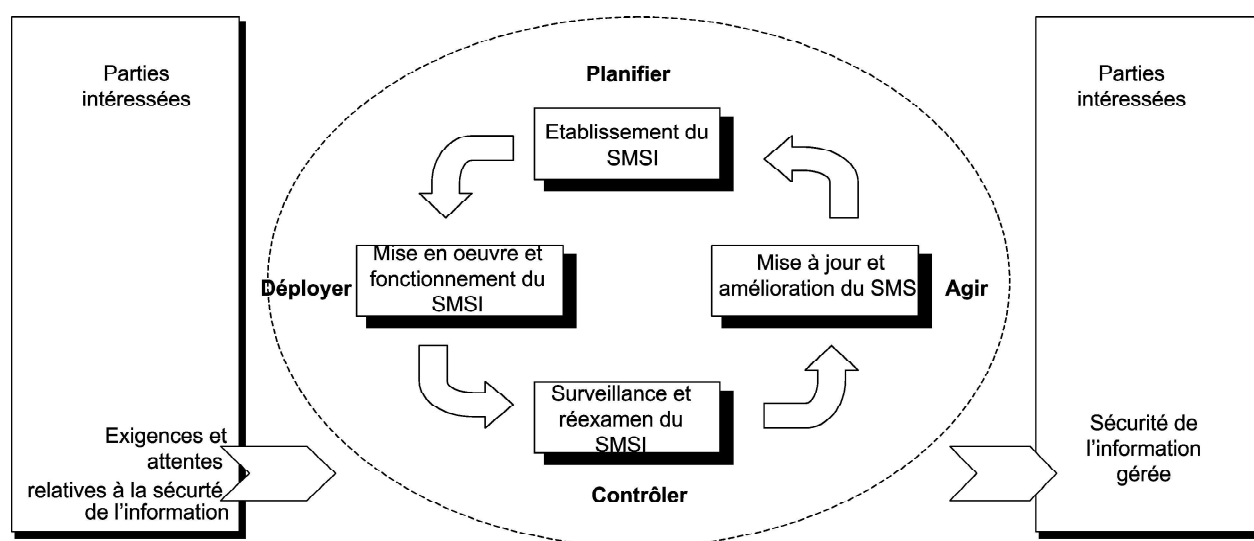 Parties
intéressées
Exigences et
attentes
relatives à la sécurté
de l'information
Planifier
Etablissement du
SMSI
Déployer
Mise en oeuvre et
fonctionnement du
SMSI
Mise à jour et
amélioration du SMS
Agir
Surveillance et
réexamen du
SMSI
Contrôler
Parties
intéressées
Sécurité de
l'information
gérée